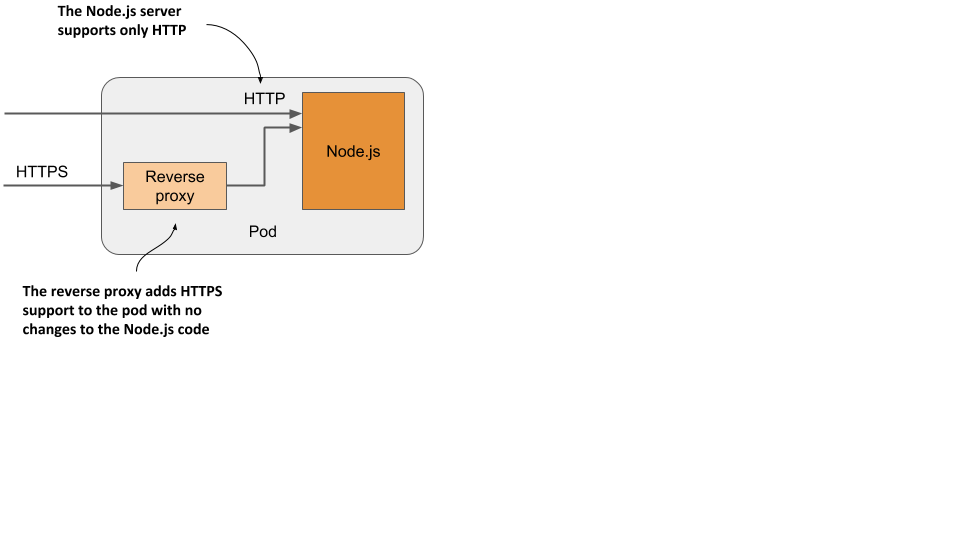 The Node.js server
supports only HTTP
HTTP
Node.js
HTTPS
Reverse
proxy
Pod
The reverse proxy adds HTTPS
support to the pod with no
changes to the Node.js code